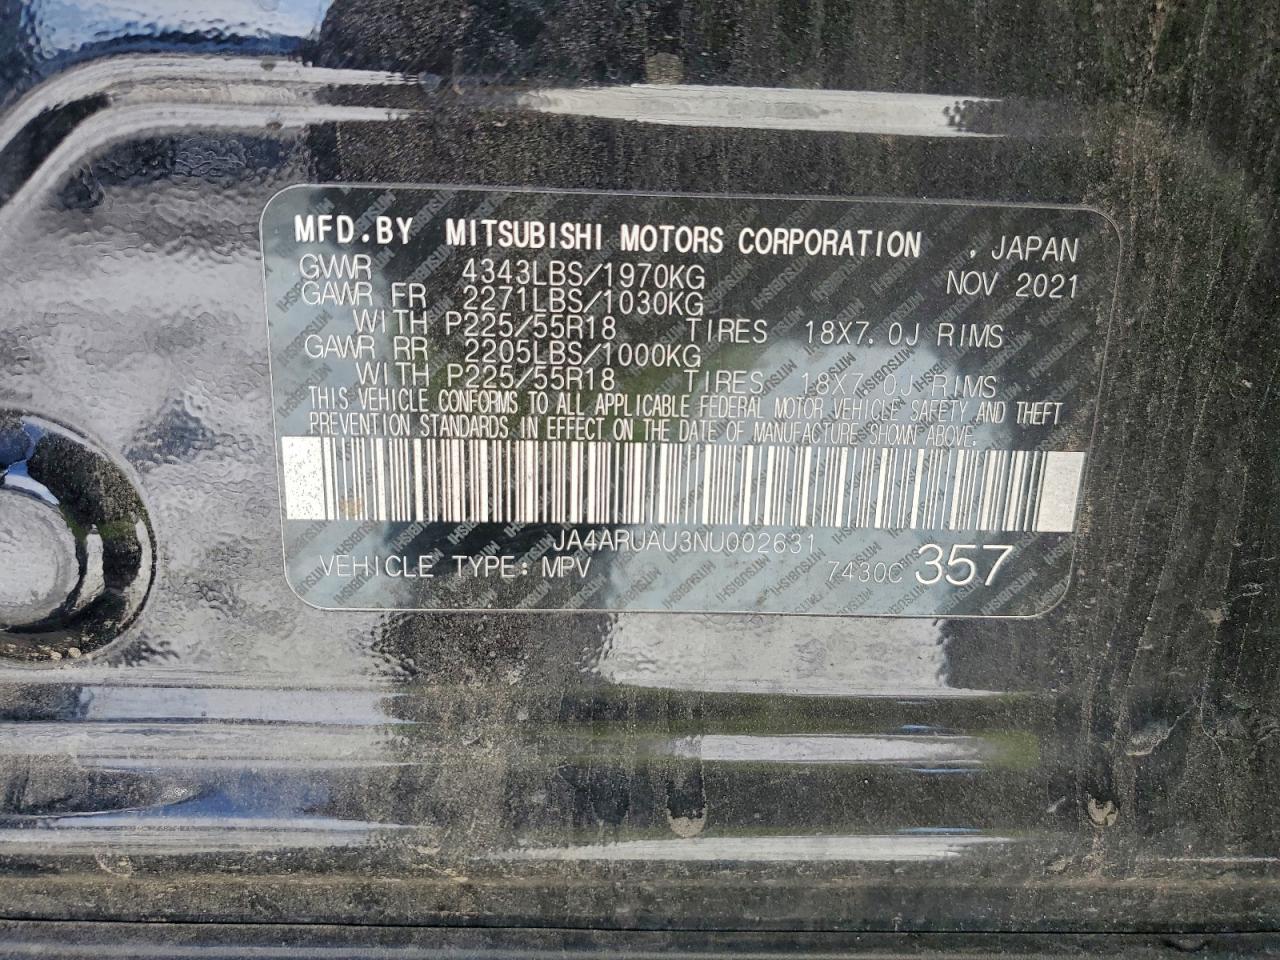 MFD.BY MITSUBISHI MOTORS CORPORATION , JAPAN
GVWR 4343LBS/1970KG NOV 2021
GAWR FR 2271LBS/1030KG
WITH P225/55R18 TIRES 18X7.0J RIMS
GAWR RR 2205LBS/1000KG
WITH P225/55R18 TIRES 18X7.0J RIMS
THIS VEHICLE CONFORMS TO ALL APPLICABLE FEDERAL MOTOR VEHICLE SAFETY AND THEFT
PREVENTION STANDARDS IN EFFECT ON THE DATE OF MANUFACTURE SHOWN ABOVE.
JA4ARUAU3NU002631
VEHICLE TYPE: MPV 7430C 357